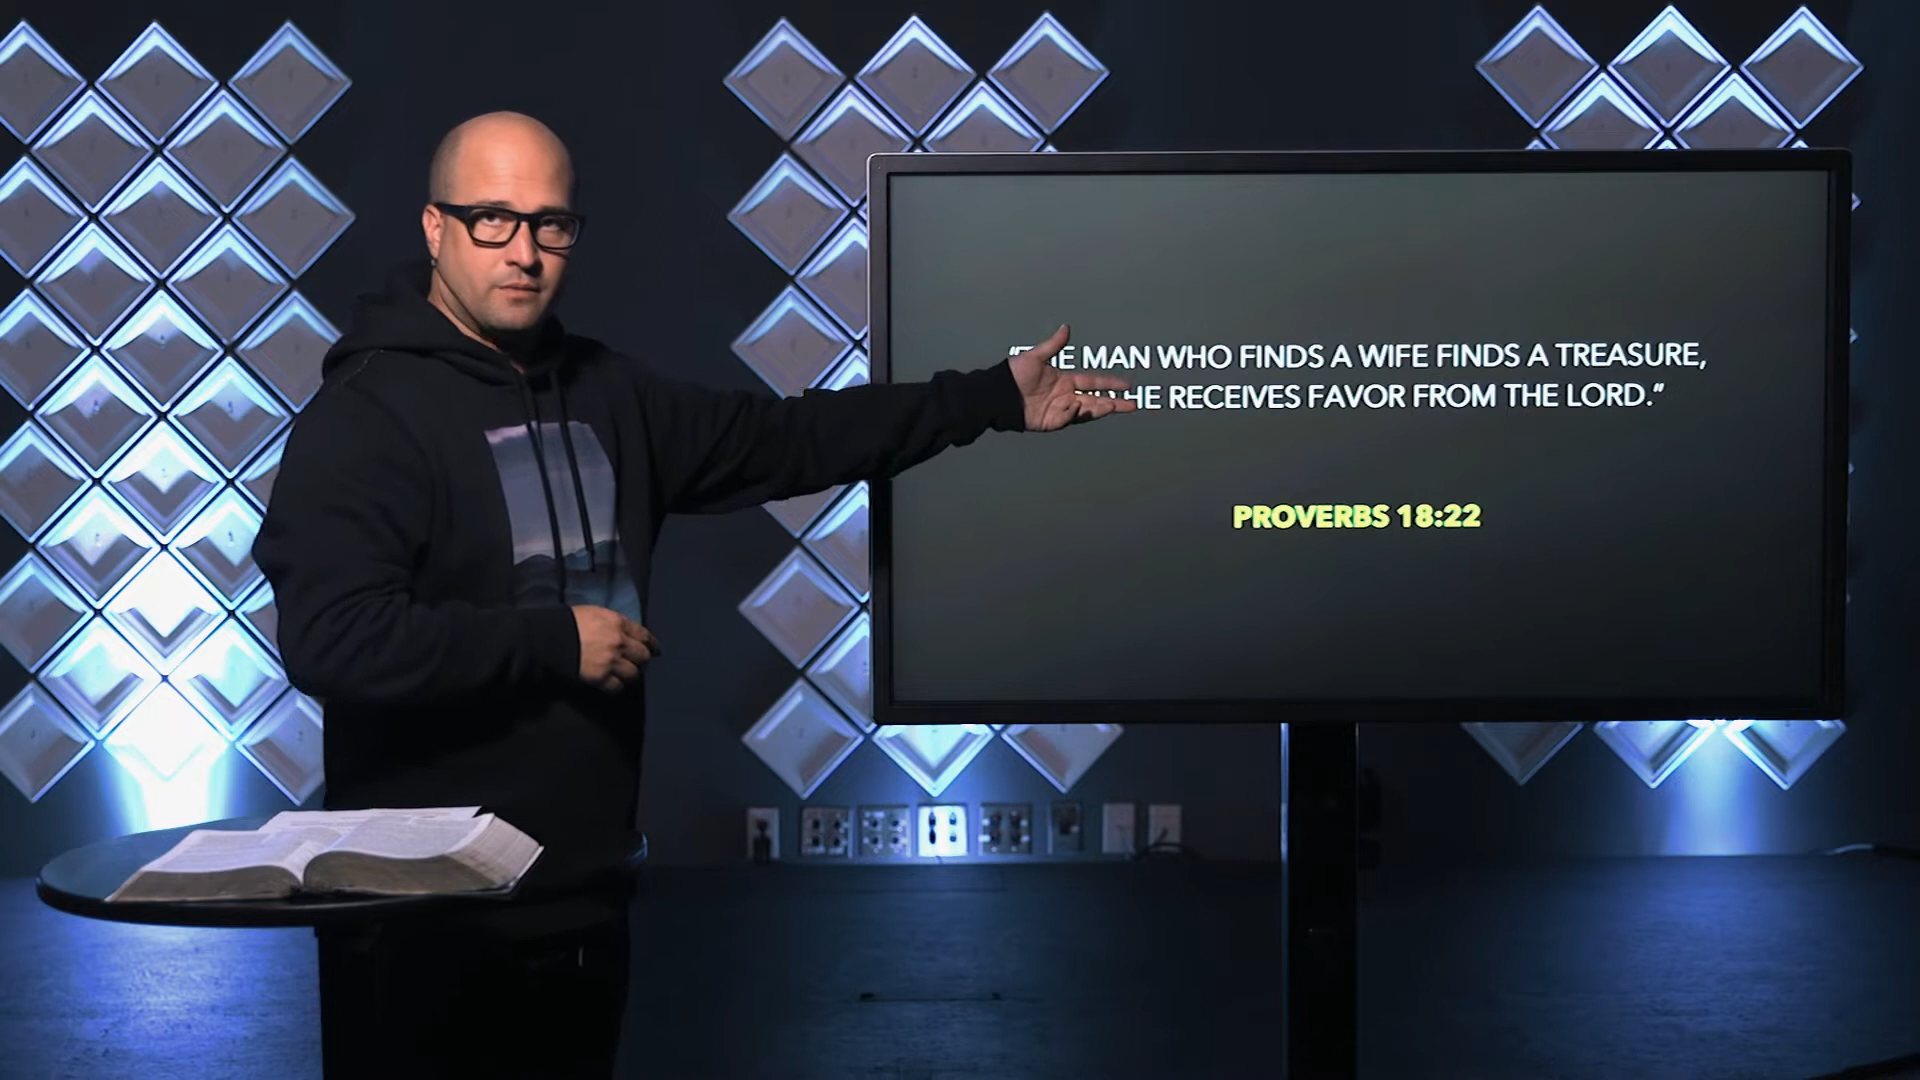 MAN WHO FINDS A WIFE FINDS A TREASURE,
HE RECEIVES FAVOR FROM THE LORD."
PROVERBS 18:22